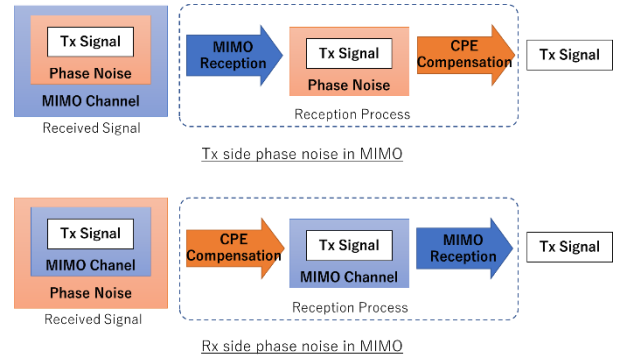 Tx Signal
Phase Noise
MIMO Channel
Received Signal
MIMO
Reception
Tx Signal
Phase Noise
Reception Process
CPE
Compensation
Tx Signal
Tx side phase noise in MIMO
Tx Signal
MIMO Chanel
Phase Noise
Received Signal
CPE
Compensation
Tx Signal
MIMO Channel
Reception Process
MIMO
Reception
Tx Signal
Rx side phase noise in MIMO